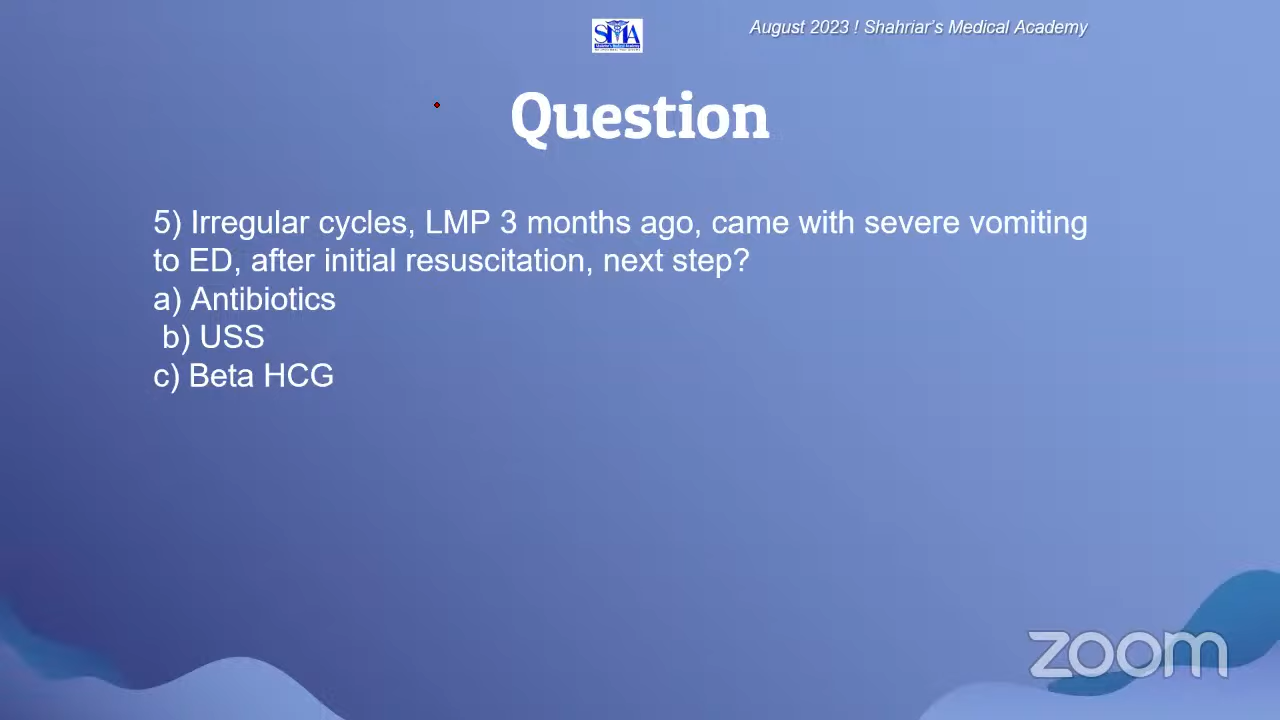 SMA
August 2023 ! Shahriar's Medical Academy
Question
5) Irregular cycles, LMP 3 months ago, came with severe vomiting
to ED, after initial resuscitation, next step?
a) Antibiotics
b) USS
c) Beta HCG
zoom